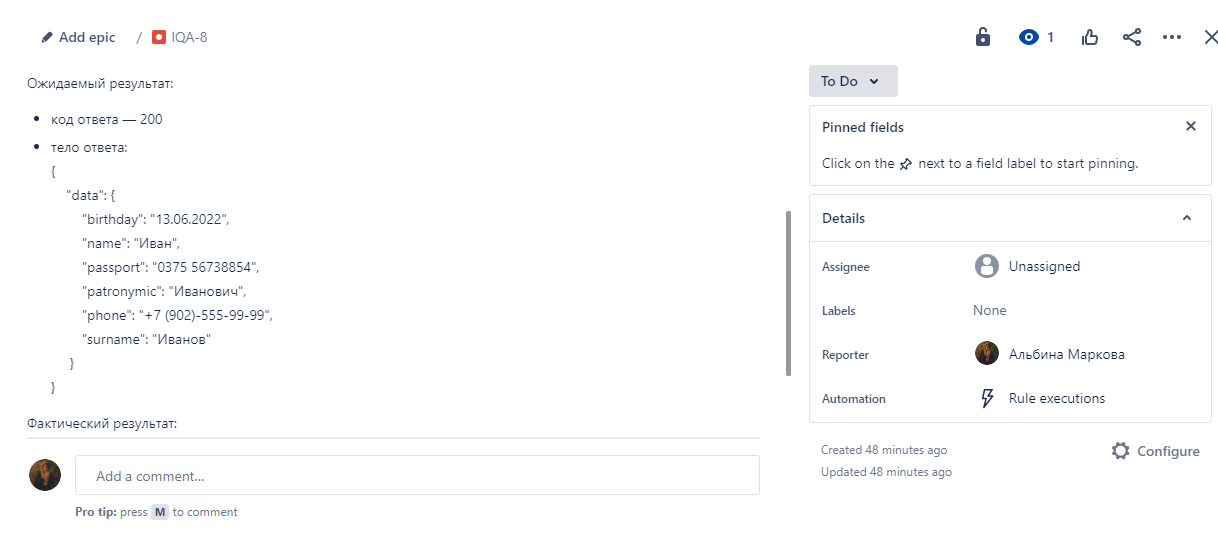 Add epic / IQA-8
1
Ожидаемый результат:
код ответа — 200
тело ответа:
{
"data": {
"birthday": "13.06.2022",
"name": "Иван",
"passport": "0375 56738854",
"patronymic": "Иванович",
"phone": "+7 (902)-555-99-99",
"surname": "Иванов"
}
}
Фактический результат:
Add a comment...
Pro tip: press M to comment
To Do
Pinned fields
Click on the next to a field label to start pinning.
Details
Assignee Unassigned
Labels None
Reporter Альбина Маркова
Automation Rule executions
Created 48 minutes ago
Configure
Updated 48 minutes ago